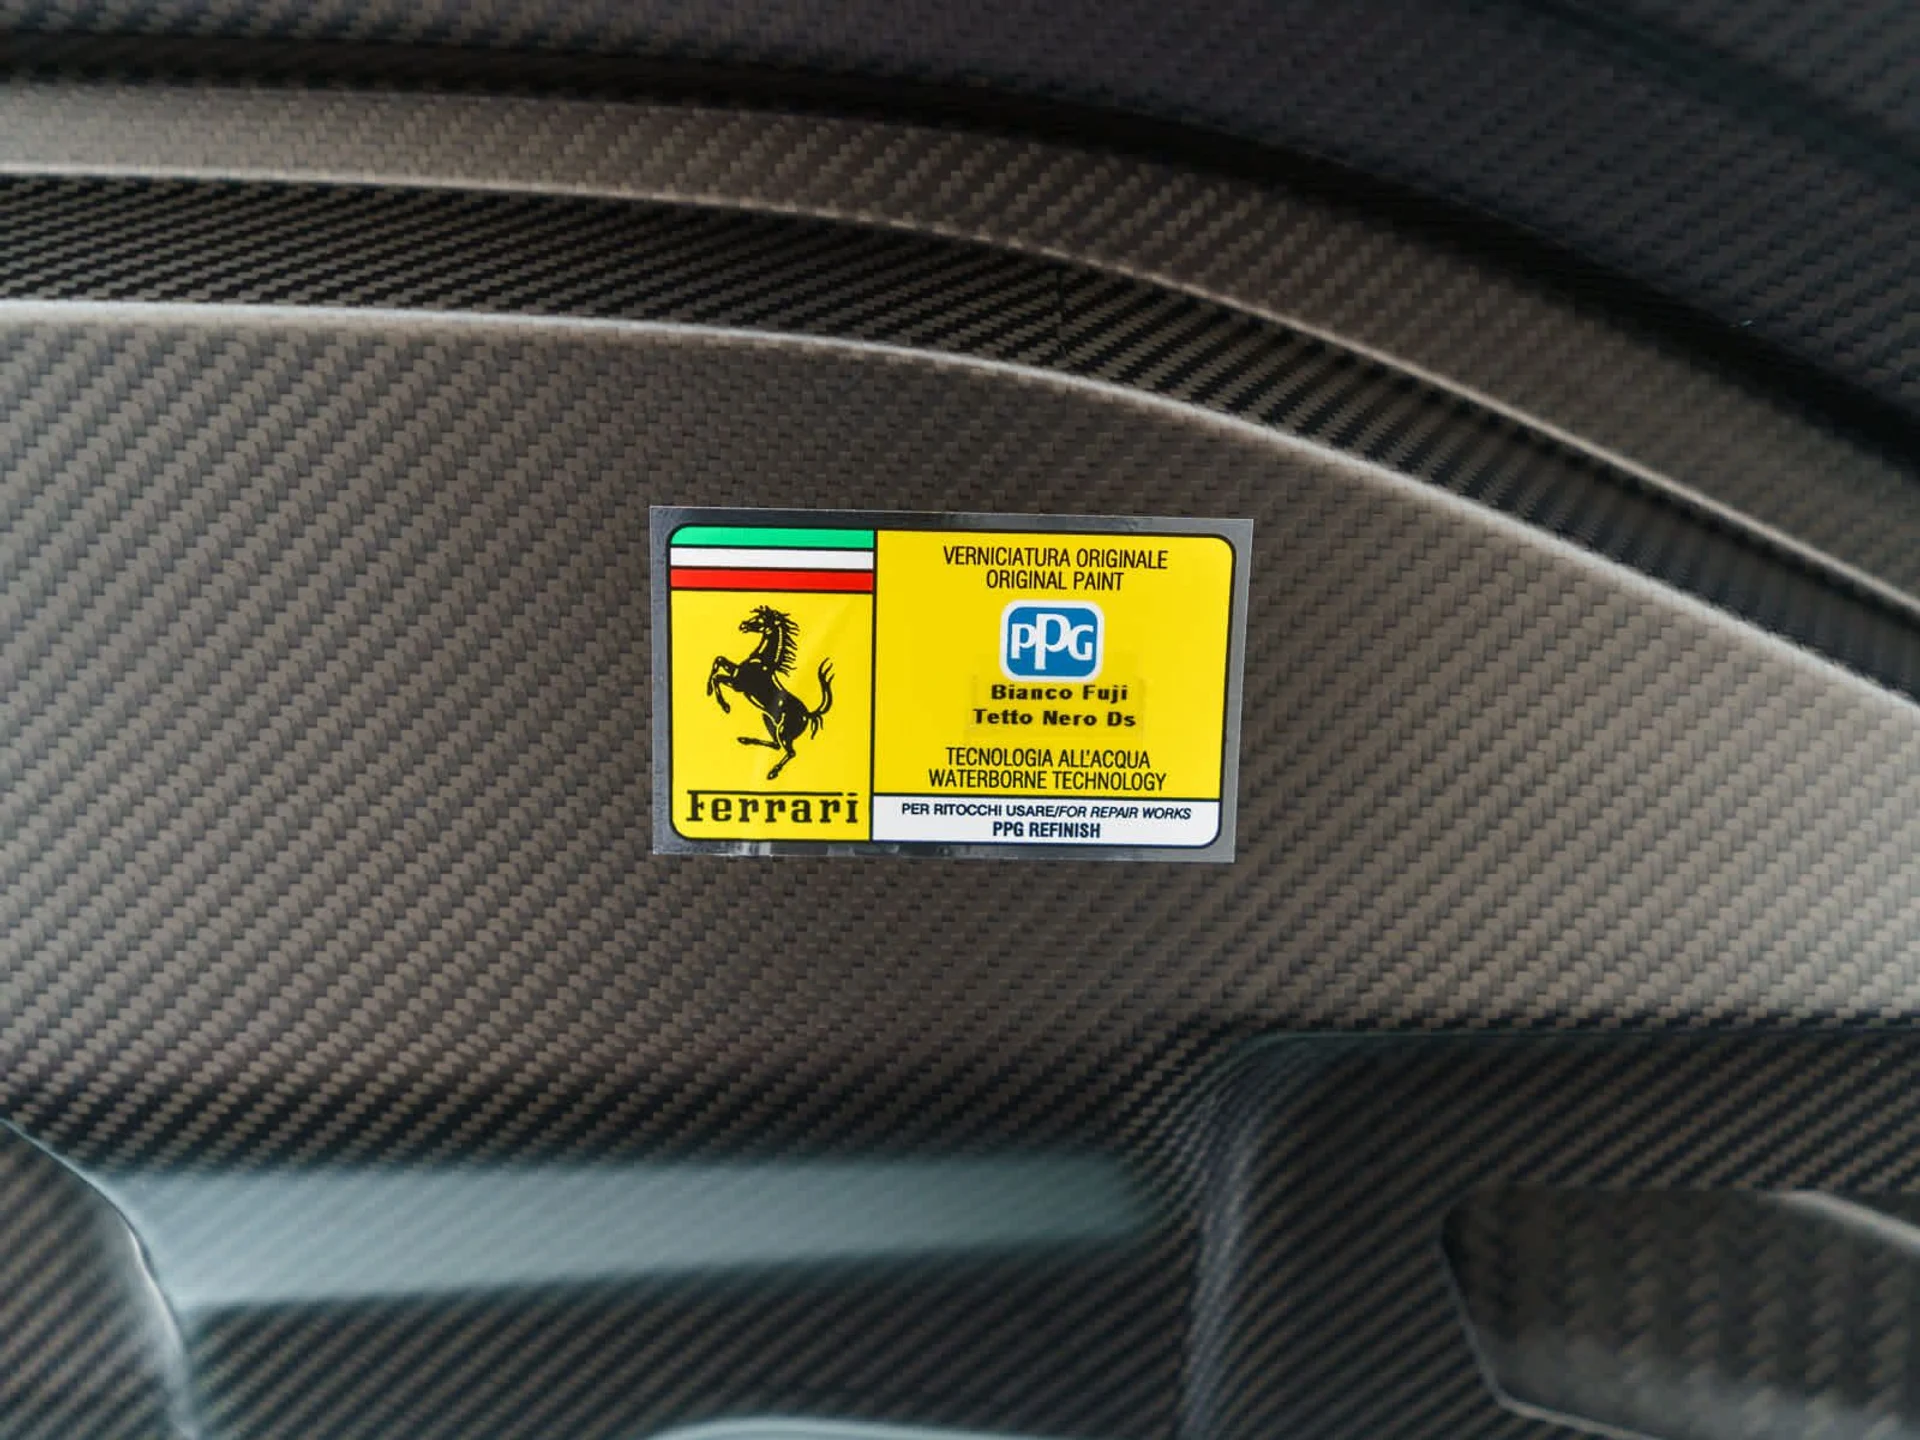 Ferrari
VERNICIATURA ORIGINALE
ORIGINAL PAINT
PPG
Bianco Fuji
Tetto Nero Ds
TECNOLOGIA ALL'ACQUA
WATERBORNE TECHNOLOGY
PER RITOCCHI USARE/FOR REPAIR WORKS
PPG REFINISH